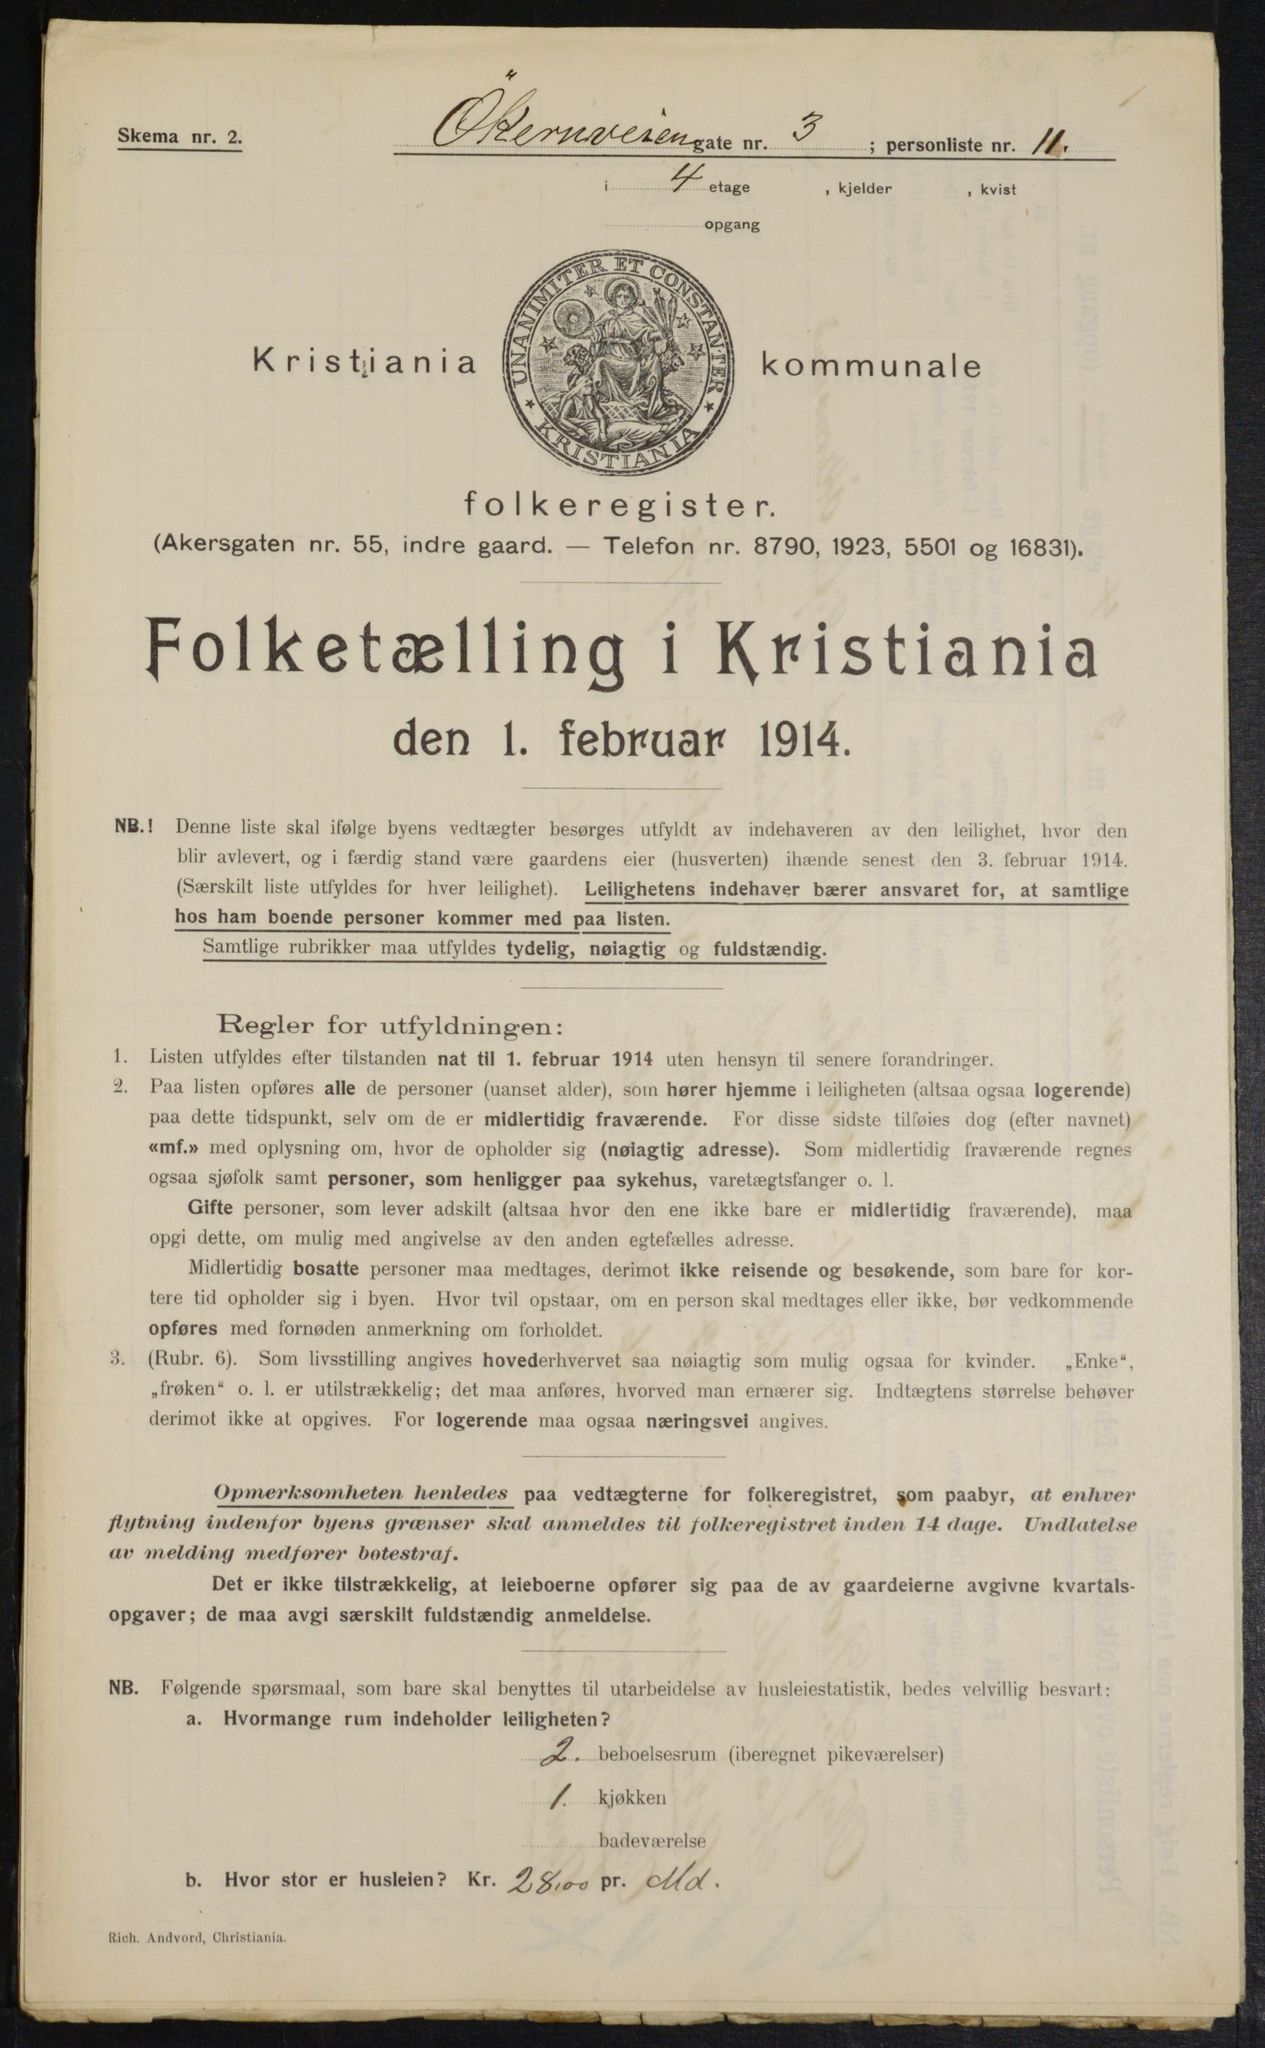 Skema nr. 2.
Ökernveien gate nr. 3 ; personliste nr. 11.
i 4 etage , kjelder , kvist
opgang
UNANIMITER ET CONSTANTER
KRISTIANIA
Kristiania kommunale
folkeregister.
(Akersgaten nr. 55, indre gaard. — Telefon nr. 8790, 1923, 5501 og 16831).
Folketælling i Kristiania
den 1. februar 1914.
NB.! Denne liste skal ifølge byens vedtægter besørges utfyldt av indehaveren av den leilighet, hvor den
blir avlevert, og i færdig stand være gaardens eier (husverten) ihænde senest den 3. februar 1914.
(Særskilt liste utfyldes for hver leilighet). Leilighetens indehaver bærer ansvaret for, at samtlige
hos ham boende personer kommer med paa listen.
Samtlige rubrikker maa utfyldes tydelig, nøiagtig og fuldstændig.
Regler for utfyldningen:
1. Listen utfyldes efter tilstanden nat til 1. februar 1914 uten hensyn til senere forandringer.
2. Paa listen opføres alle de personer (uanset alder), som hører hjemme i leiligheten (altsaa ogsaa logerende)
paa dette tidspunkt, selv om de er midlertidig fraværende. For disse sidste tilføies dog (efter navnet)
«mf.» med oplysning om, hvor de opholder sig (nøiagtig adresse). Som midlertidig fraværende regnes
ogsaa sjøfolk samt personer, som henligger paa sykehus, varetægtsfanger o. l.
Gifte personer, som lever adskilt (altsaa hvor den ene ikke bare er midlertidig fraværende), maa
opgi dette, om mulig med angivelse av den anden egtefælles adresse.
Midlertidig bosatte personer maa medtages, derimot ikke reisende og besøkende, som bare for kor-
tere tid opholder sig i byen. Hvor tvil opstaar, om en person skal medtages eller ikke, bør vedkommende
opføres med fornøden anmerkning om forholdet.
3. (Rubr. 6). Som livsstilling angives hovederhvervet saa nøiagtig som mulig ogsaa for kvinder. „Enke“,
„frøken“ o. l. er utilstrækkelig; det maa anføres, hvorved man ernærer sig. Indtægtens størrelse behøver
derimot ikke at opgives. For logerende maa ogsaa næringsvei angives.
Opmerksomheten henledes paa vedtægterne for folkeregistret, som paabyr, at enhver
flytning indenfor byens grænser skal anmeldes til folkeregistret inden 14 dage. Undlatelse
av melding medfører bøtestraf.
Det er ikke tilstrækkelig, at leieboerne opfører sig paa de av gaardeierne avgivne kvartals-
opgaver; de maa avgi særskilt fuldstændig anmeldelse.
NB. Følgende spørsmaal, som bare skal benyttes til utarbeidelse av husleiestatistik, bedes velvillig besvart:
a. Hvormange rum indeholder leiligheten?
2. beboelsesrum (iberegnet pikeværelser)
1. kjøkken
badeværelse
b. Hvor stor er husleien? Kr. 28,00 pr. Md.
Rich. Andvord, Christiania.